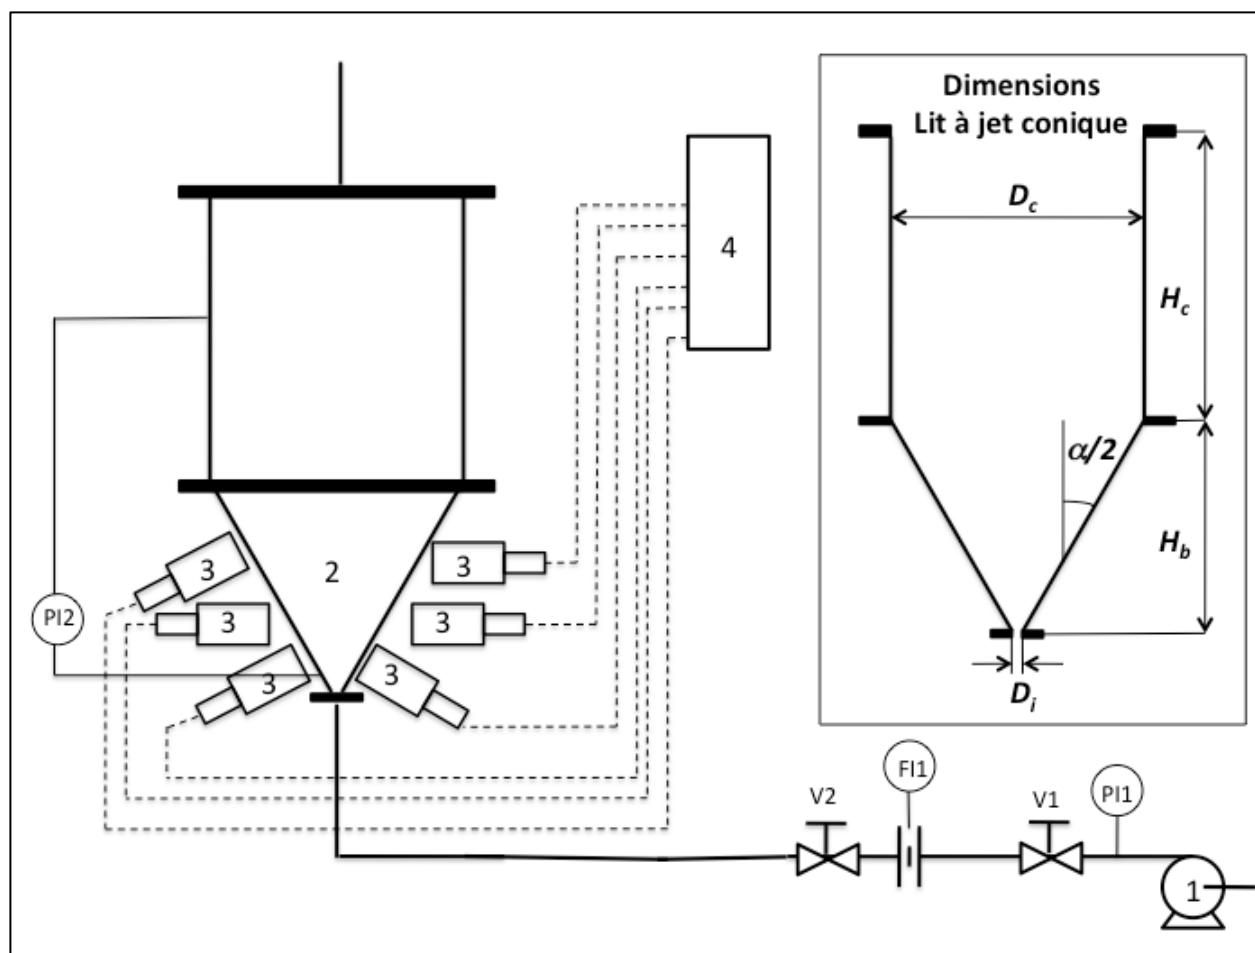 Dimensions
Lit à jet conique
D_c
4
H_c
α/2
3
2
3
H_b
PI2
3
3
3
3
D_i
FI1
V2
V1
PI1
1